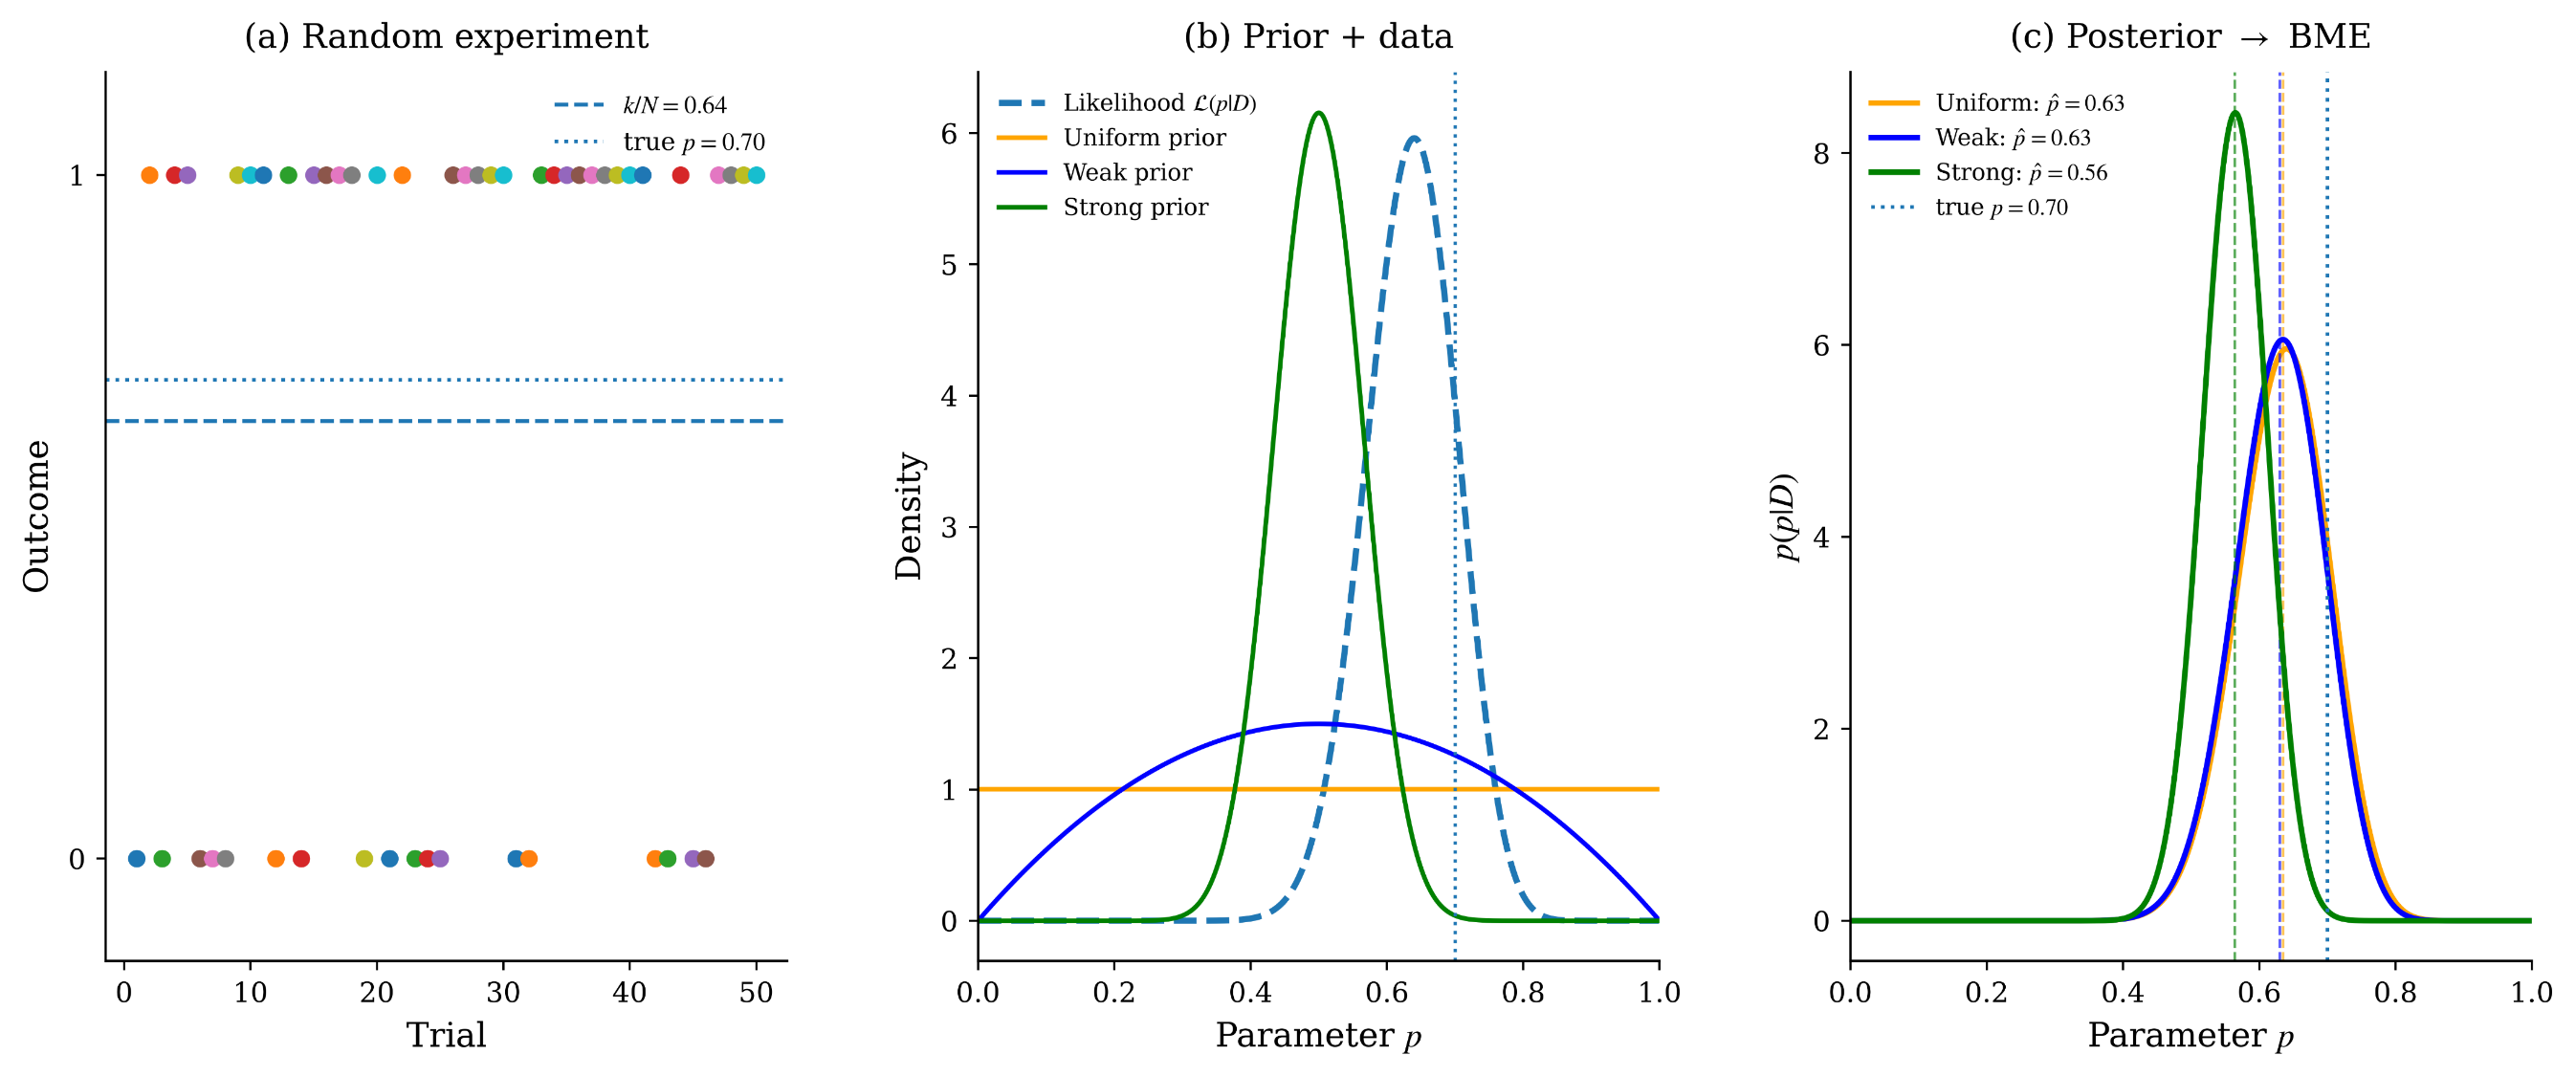 (a) Random experiment
k/N = 0.64
true p = 0.70
1
0
Outcome
0 10 20 30 40 50
Trial
(b) Prior + data
Likelihood ℒ(p|D)
Uniform prior
Weak prior
Strong prior
6
5
4
3
2
1
0
Density
0.0 0.2 0.4 0.6 0.8 1.0
Parameter p
(c) Posterior → BME
Uniform: p̂ = 0.63
Weak: p̂ = 0.63
Strong: p̂ = 0.56
true p = 0.70
8
6
4
2
0
p(p|D)
0.0 0.2 0.4 0.6 0.8 1.0
Parameter p